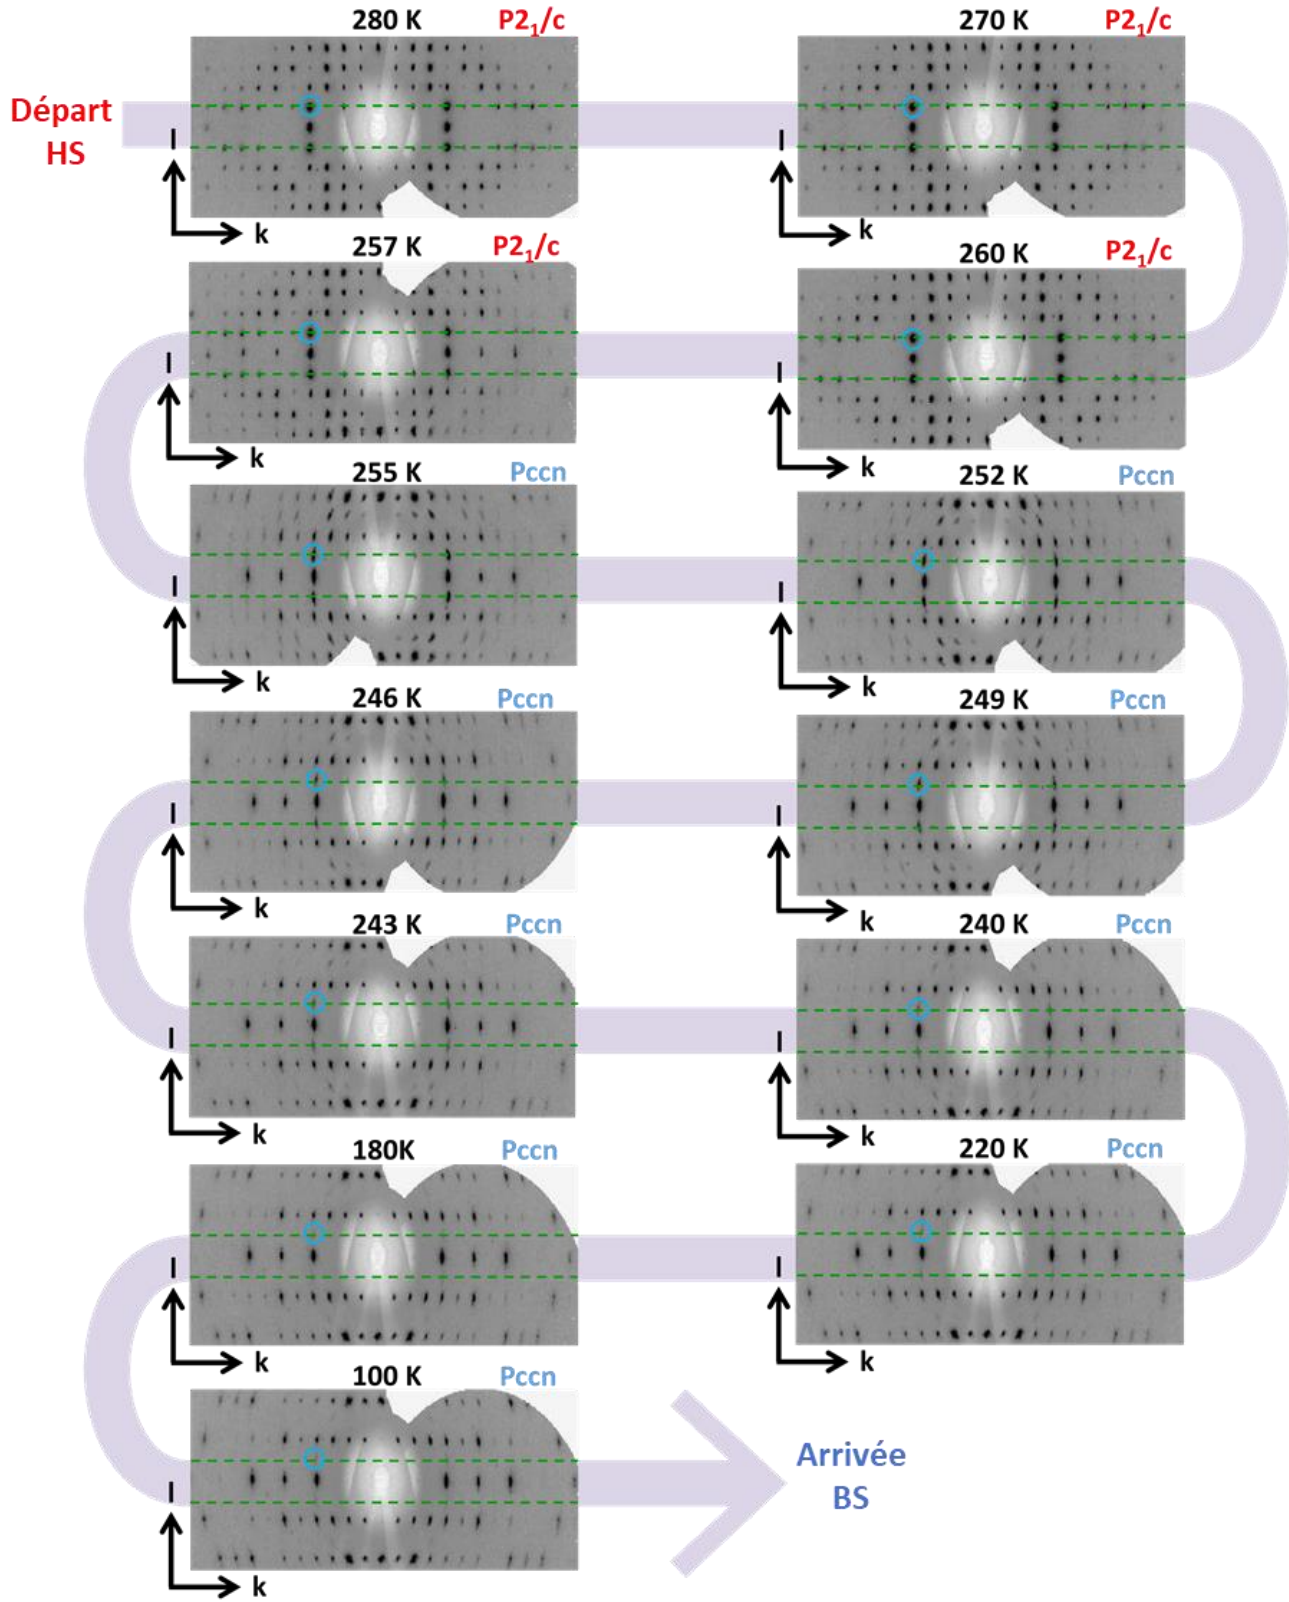 280 K P2₁/c
270 K P2₁/c
Départ
HS
l
k
l
k
257 K P2₁/c
260 K P2₁/c
l
k
l
k
255 K Pccn
252 K Pccn
l
k
l
k
246 K Pccn
249 K Pccn
l
k
l
k
243 K Pccn
240 K Pccn
l
k
l
k
180K Pccn
220 K Pccn
l
k
l
k
100 K Pccn
l
k
Arrivée
BS